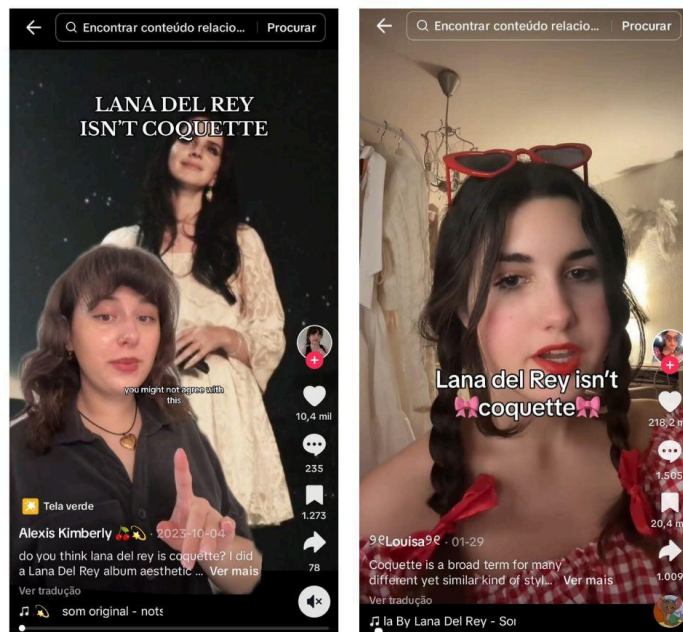 Encontrar conteúdo relacio... Procurar
LANA DEL REY
ISN'T COQUETTE
you might not agree with
this
10,4 mil
235
1.273
78
Tela verde
Alexis Kimberly 🍒💫 · 2023-10-04
do you think lana del rey is coquette? I did
a Lana Del Rey album aesthetic ... Ver mais
Ver tradução
som original - nots
Encontrar conteúdo relacio... Procurar
Lana del Rey isn't
🎀coquette🎀
218,2 m
1.505
20,4 m
1.009
୨୧Louisa୨୧ · 01-29
Coquette is a broad term for many
different yet similar kind of styl... Ver mais
Ver tradução
la By Lana Del Rey - Sou